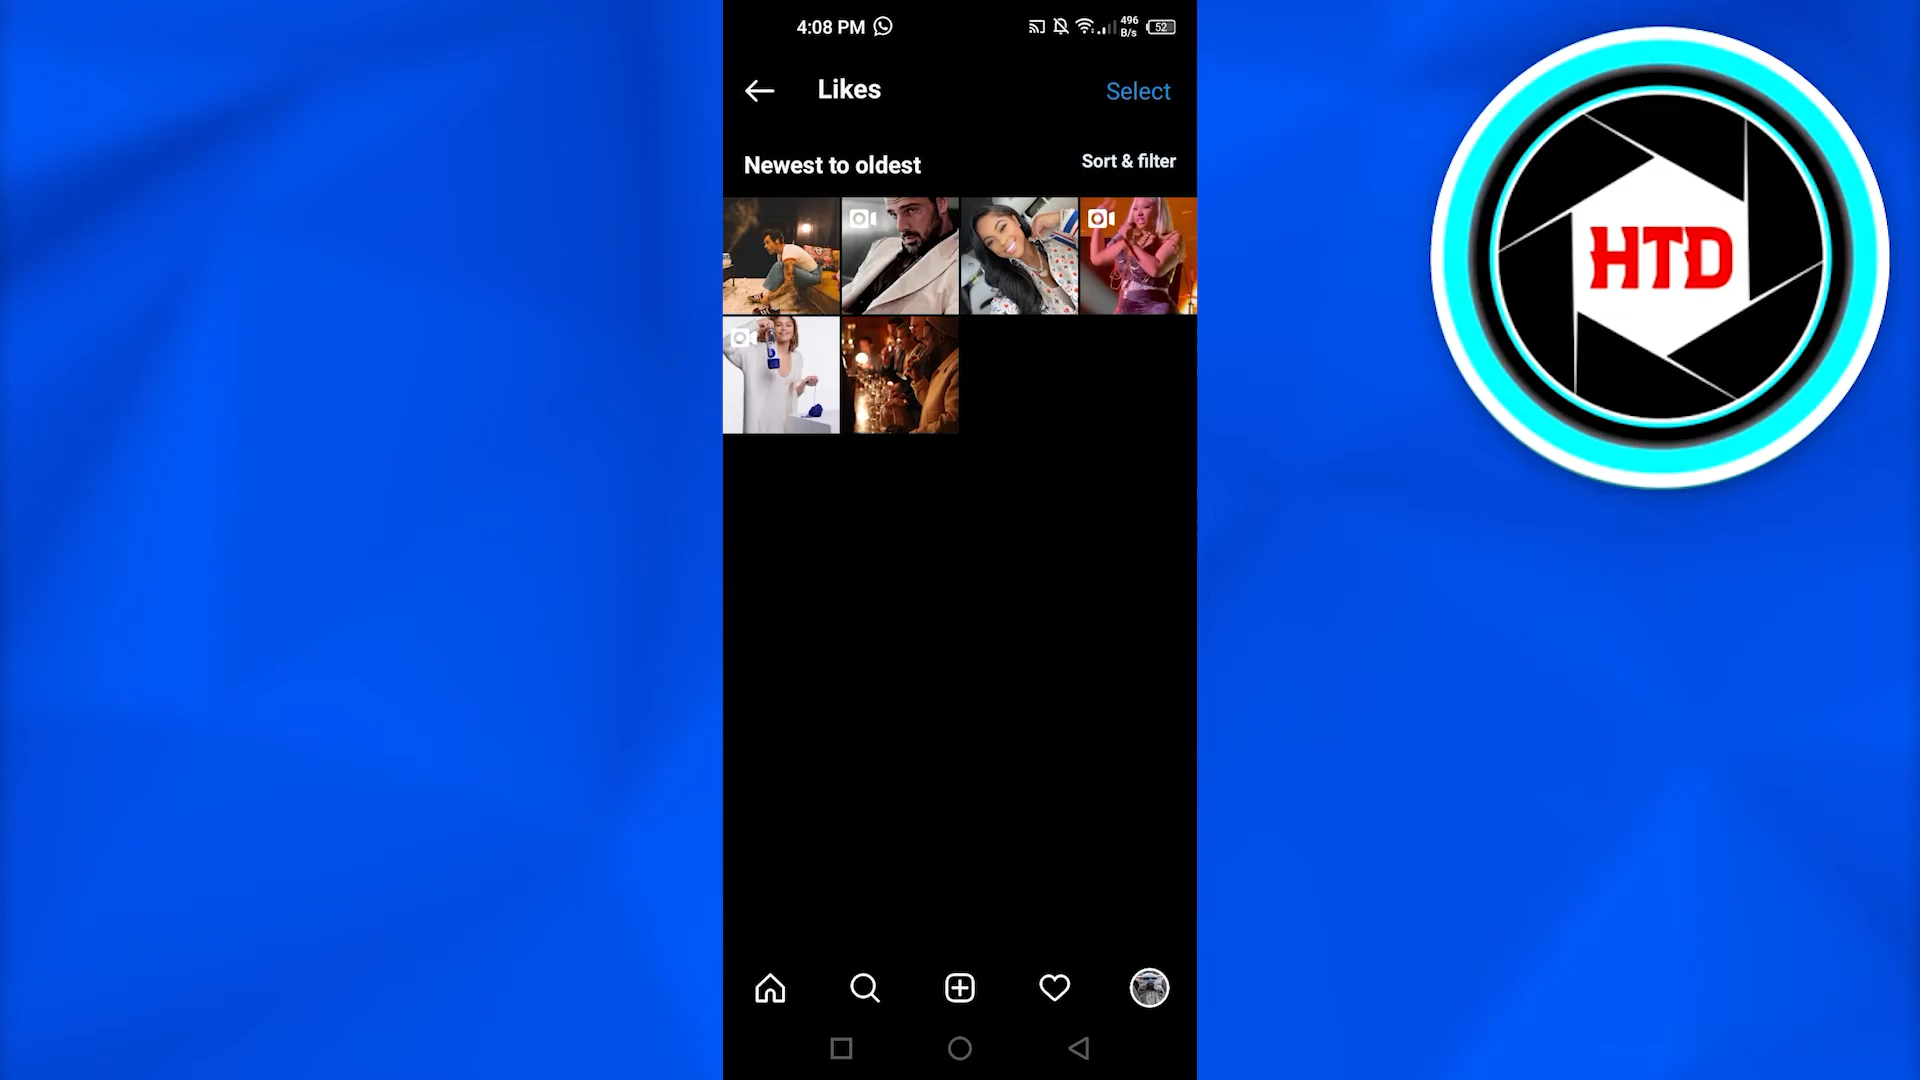 4:08 PM
496
B/s
52
Likes
Select
Newest to oldest
Sort & filter
HTD